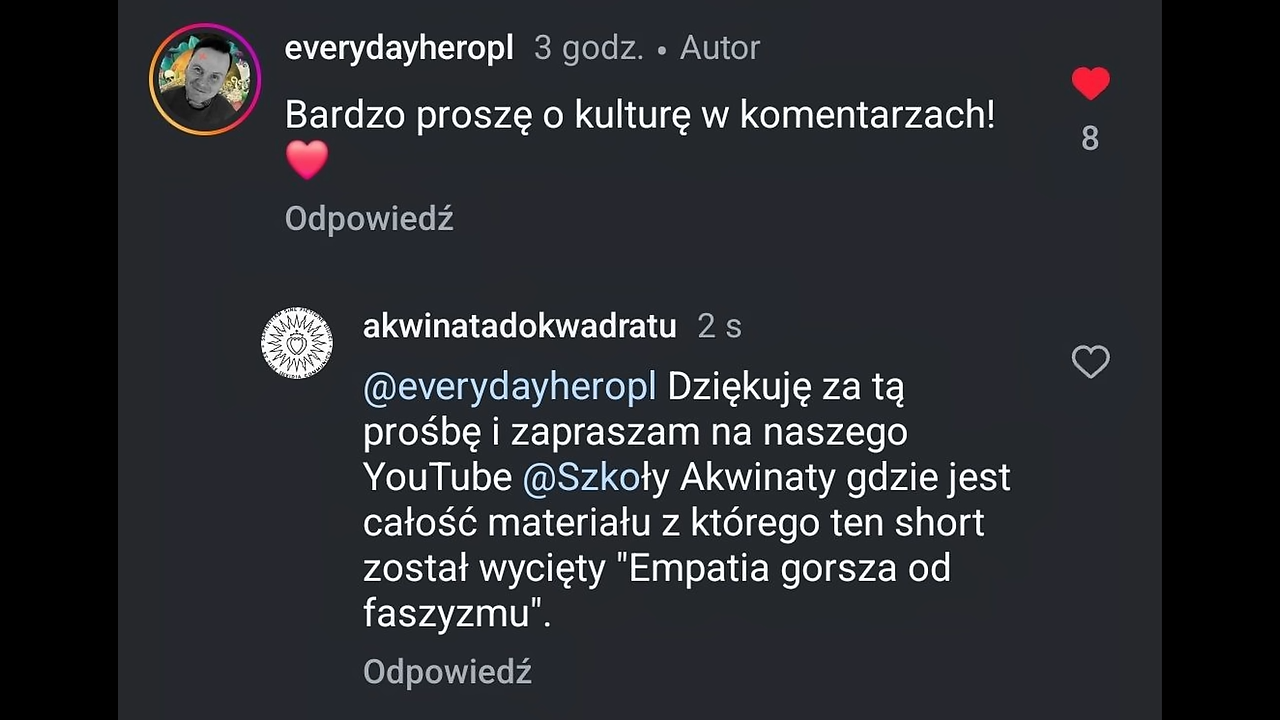 everydayheropl 3 godz. • Autor
Bardzo proszę o kulturę w komentarzach!
❤️
8
Odpowiedź
akwinatadokwadratu 2 s
@everydayheropl Dziękuję za tą
prośbę i zapraszam na naszego
YouTube @Szkoły Akwinaty gdzie jest
całość materiału z którego ten short
został wycięty "Empatia gorsza od
faszyzmu".
Odpowiedź